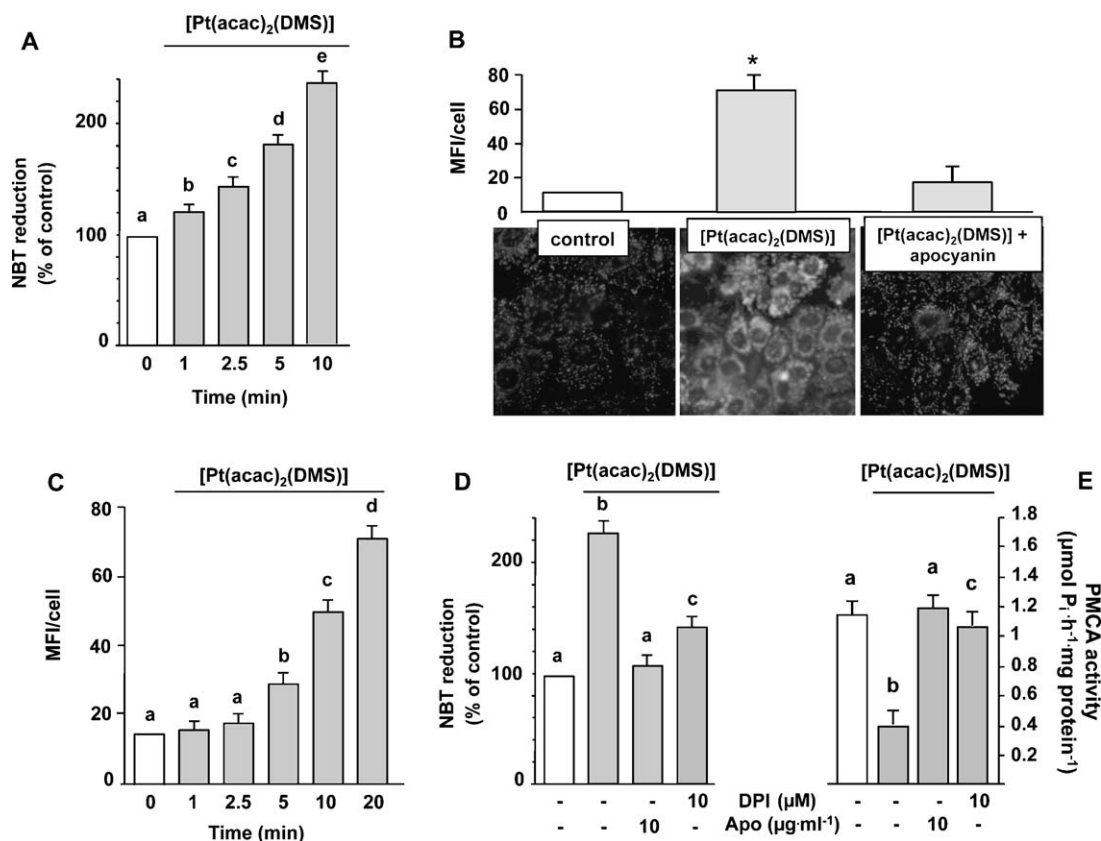 A
[Pt(acac)₂(DMS)]
NBT reduction
(% of control)
200
100
0
a
b
c
d
e
0 1 2.5 5 10
Time (min)
B
MFI/cell
80
60
40
20
0
*
control
[Pt(acac)₂(DMS)]
[Pt(acac)₂(DMS)] +
apocyanin
C
[Pt(acac)₂(DMS)]
MFI/cell
80
60
40
20
0
a
a
a
b
c
d
0 1 2.5 5 10 20
Time (min)
D
[Pt(acac)₂(DMS)]
NBT reduction
(% of control)
200
100
0
a
b
a
c
[Pt(acac)₂(DMS)]
E
a
b
a
c
1.8
1.6
1.4
1.2
1
0.8
0.6
0.4
0.2
PMCA activity
(µmol Pᵢ·h⁻¹·mg protein⁻¹)
- - - 10 DPI (µM) - - - 10
- - 10 - Apo (µg·ml⁻¹) - - 10 -